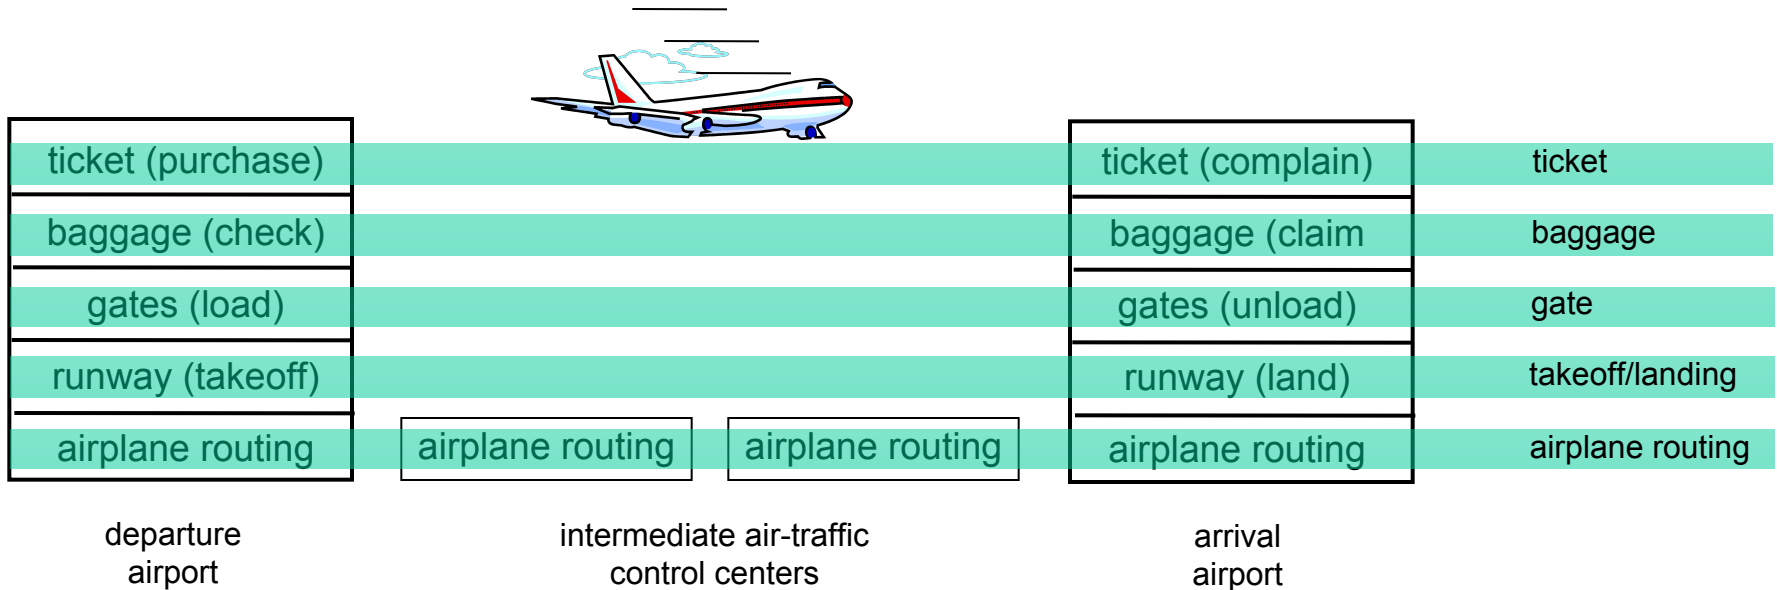 ticket (purchase) ticket (complain) ticket
baggage (check) baggage (claim baggage
gates (load) gates (unload) gate
runway (takeoff) runway (land) takeoff/landing
airplane routing airplane routing airplane routing airplane routing airplane routing
departure
airport
intermediate air-traffic
control centers
arrival
airport